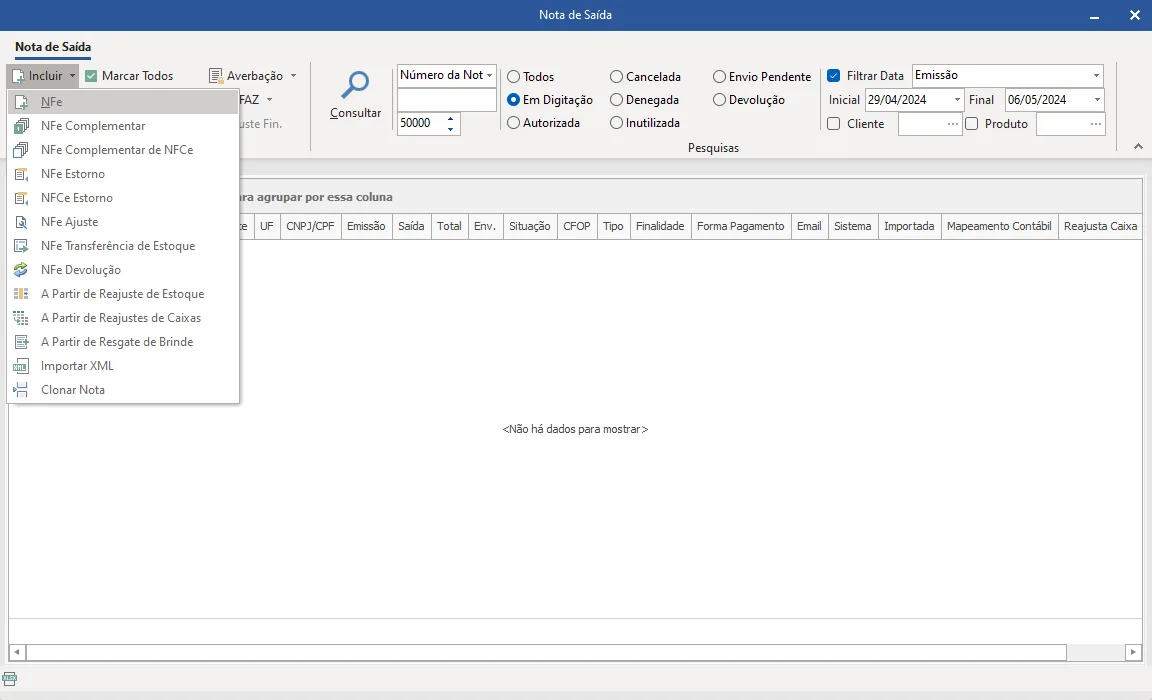 Nota de Saída
Nota de Saída
Incluir
Marcar Todos
Averbação
NFe
NFe Complementar
NFe Complementar de NFCe
NFe Estorno
NFCe Estorno
NFe Ajuste
NFe Transferência de Estoque
NFe Devolução
A Partir de Reajuste de Estoque
A Partir de Reajustes de Caixas
A Partir de Resgate de Brinde
Importar XML
Clonar Nota
FAZ
uste Fin.
Consultar
Número da Not
50000
Todos
Cancelada
Envio Pendente
Em Digitação
Denegada
Devolução
Autorizada
Inutilizada
Filtrar Data
Emissão
Inicial 29/04/2024 Final 06/05/2024
Cliente ... Produto ...
Pesquisas
ara agrupar por essa coluna
te UF CNPJ/CPF Emissão Saída Total Env. Situação CFOP Tipo Finalidade Forma Pagamento Email Sistema Importada Mapeamento Contábil Reajusta Caixa
<Não há dados para mostrar>